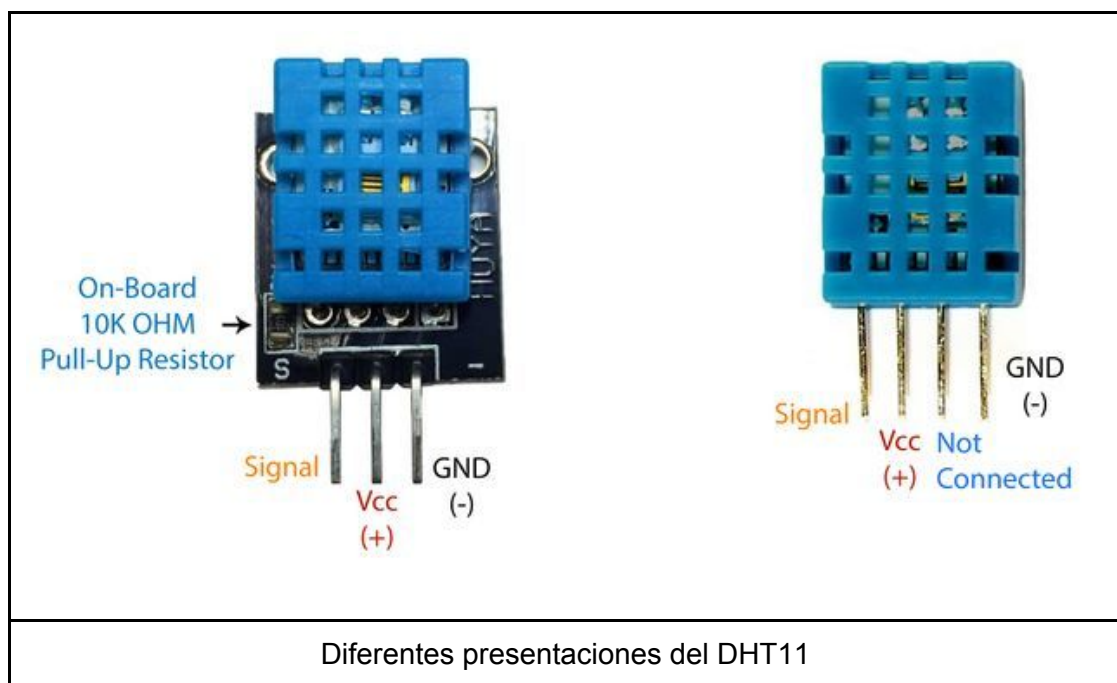 On-Board
10K OHM
Pull-Up Resistor
S
-
HUYA
Signal
Vcc
(+)
GND
(-)
Signal
Vcc
(+)
Not
Connected
GND
(-)
Diferentes presentaciones del DHT11